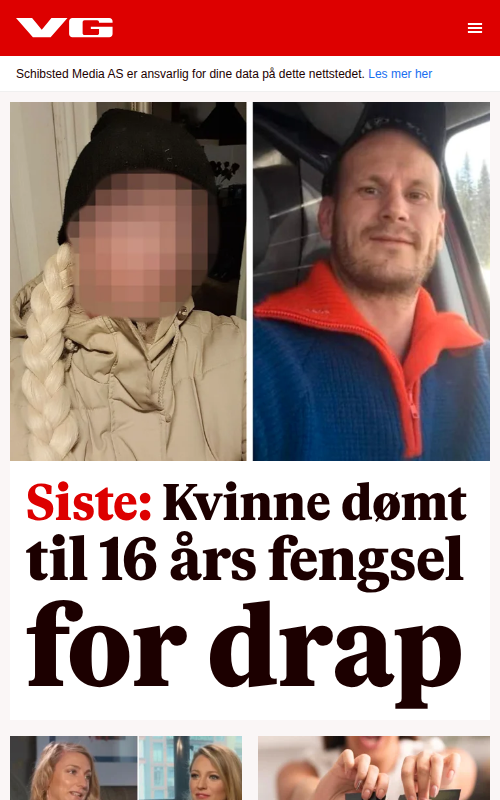 VG
Schibsted Media AS er ansvarlig for dine data på dette nettstedet. Les mer her
Siste: Kvinne dømt
til 16 års fengsel
for drap